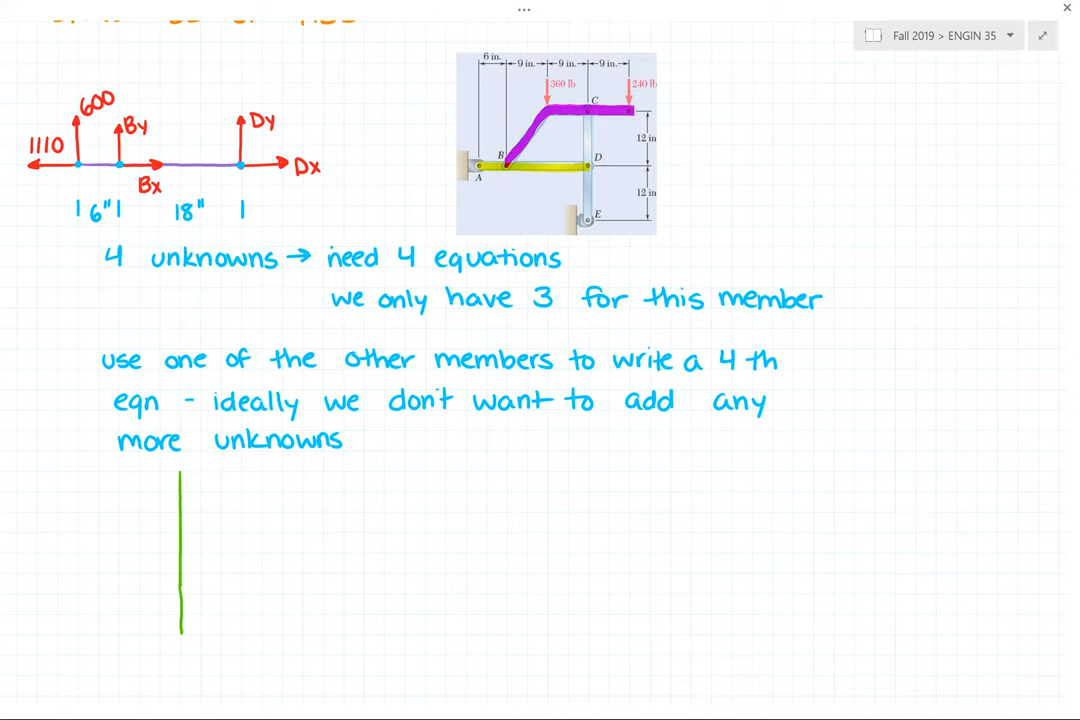 Fall 2019 > ENGIN 35
6 in.
9 in. 9 in. 9 in.
360 lb 240 lb
C
12 in
B D
A
12 in
E
600
By Dy
1110
Bx Dx
6" 18"
4 unknowns → need 4 equations
we only have 3 for this member
use one of the other members to write a 4th
eqn - ideally we don't want to add any
more unknowns